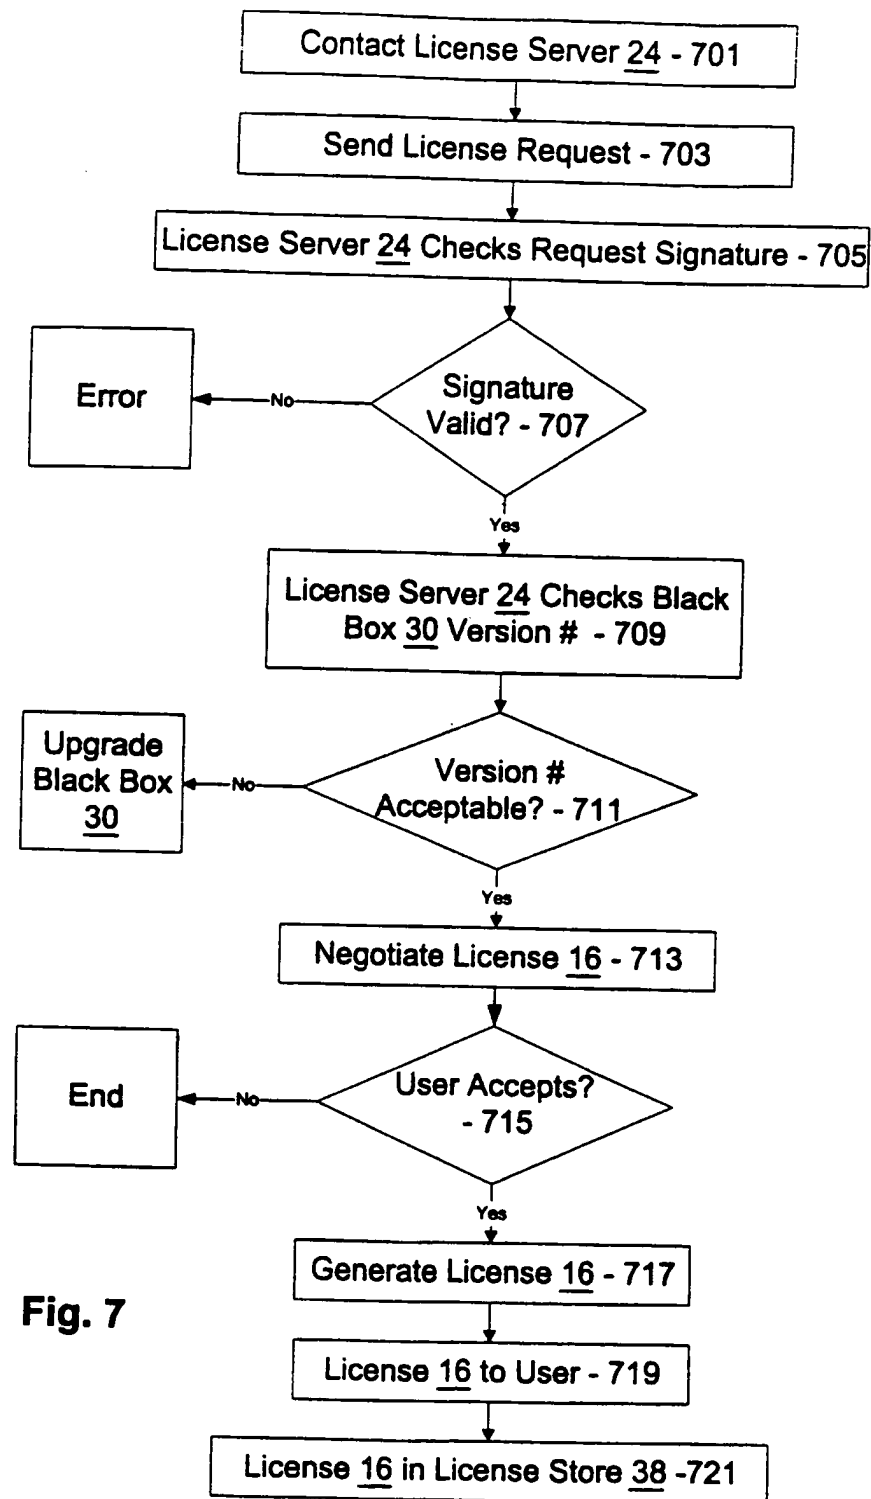 Contact License Server 24 - 701
Send License Request - 703
License Server 24 Checks Request Signature - 705
Signature
Valid? - 707
No
Error
Yes
License Server 24 Checks Black
Box 30 Version # - 709
Version #
Acceptable? - 711
No
Upgrade
Black Box
30
Yes
Negotiate License 16 - 713
User Accepts?
- 715
No
End
Yes
Generate License 16 - 717
License 16 to User - 719
License 16 in License Store 38 -721
Fig. 7